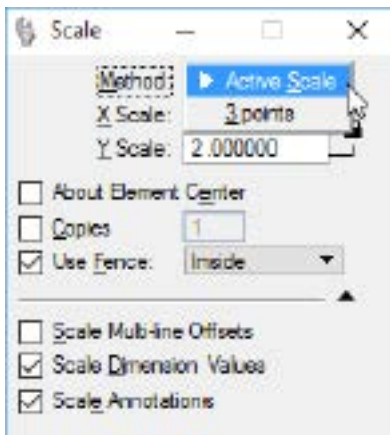 Scale
Method: Active Scale
X Scale: 3 points
Y Scale: 2.000000
About Element Center
Copies 1
Use Fence: Inside
Scale Multi-line Offsets
Scale Dimension Values
Scale Annotations